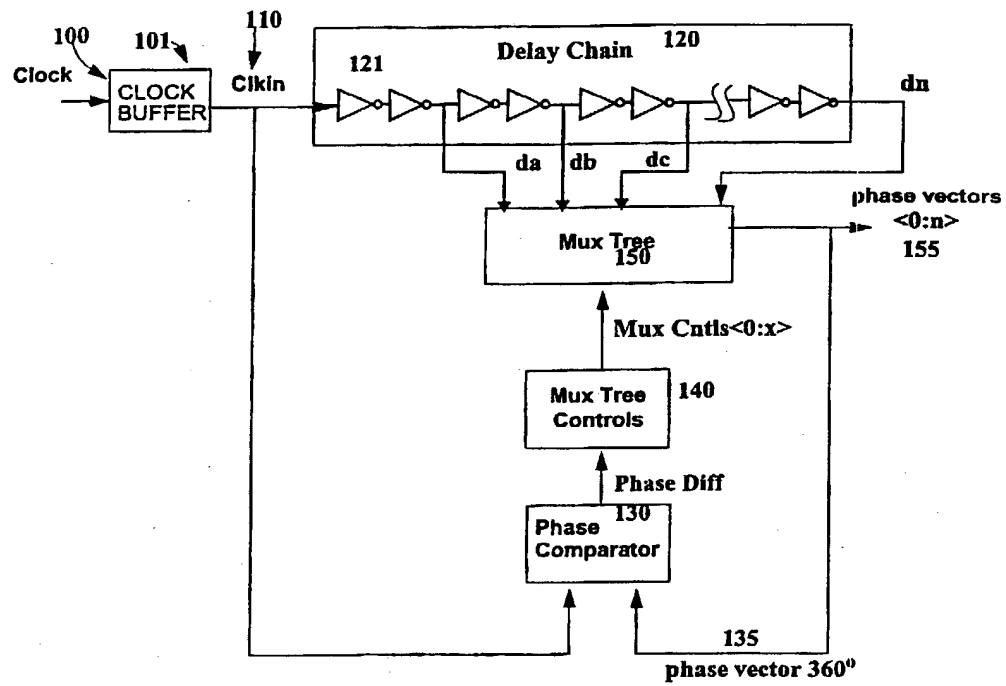 100
101
110
Clock
CLOCK
BUFFER
Clkin
Delay Chain 120
121
da
db
dc
dn
Mux Tree
150
phase vectors
<0:n>
155
Mux Cntls<0:x>
Mux Tree
Controls
140
Phase Diff
130
Phase
Comparator
135
phase vector 360⁰